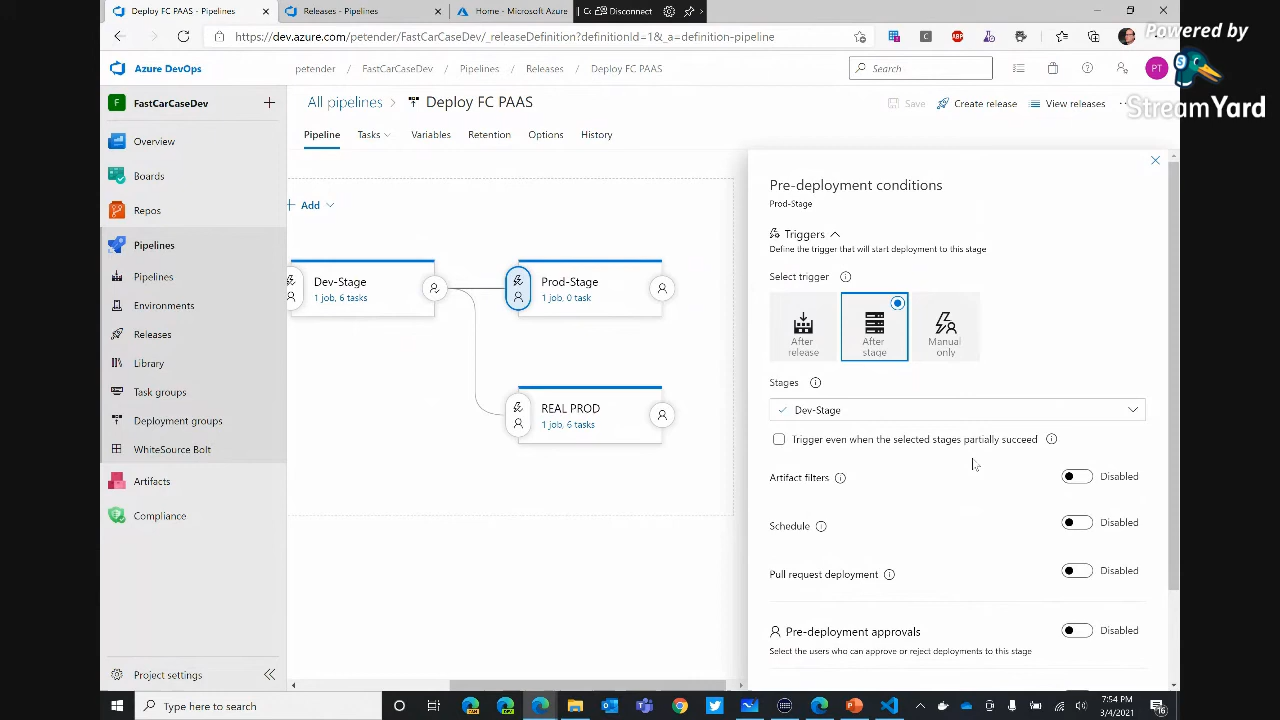 Deploy FC PAAS - Pipelines
Releases - Pipelines
Home - Microsoft Azure
Disconnect
https://dev.azure.com/petender/FastCarCaseDev/_releaseDefinition?definitionId=1&_a=definition-pipeline
Powered by
StreamYard
Azure DevOps
petender / FastCarCaseDev /
/ Releases / Deploy FC PAAS
Search
PT
F
FastCarCaseDev
All pipelines > Deploy FC PAAS
Save
Create release
View releases
...
Pipeline
Tasks
Variables
Retention
Options
History
Overview
Boards
Repos
Pipelines
Pipelines
Environments
Releases
Library
Task groups
Deployment groups
WhiteSource Bolt
Artifacts
Compliance
Project settings
Add
Dev-Stage
1 job, 6 tasks
Prod-Stage
1 job, 0 task
REAL PROD
1 job, 6 tasks
Pre-deployment conditions
Prod-Stage
Triggers
Define the trigger that will start deployment to this stage
Select trigger
After
release
After
stage
Manual
only
Stages
Dev-Stage
Trigger even when the selected stages partially succeed
Artifact filters
Disabled
Schedule
Disabled
Pull request deployment
Disabled
Pre-deployment approvals
Disabled
Select the users who can approve or reject deployments to this stage
Type here to search
7:54 PM
3/4/2021